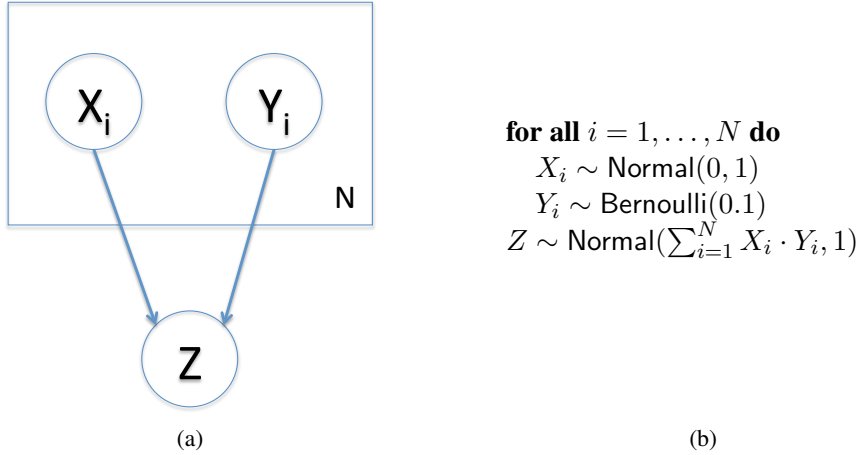 X_i
Y_i
N
Z
(a)
for all i = 1, . . . , N do
X_i ∼ Normal(0, 1)
Y_i ∼ Bernoulli(0.1)
Z ∼ Normal(∑_{i=1}^{N} X_i · Y_i, 1)
(b)